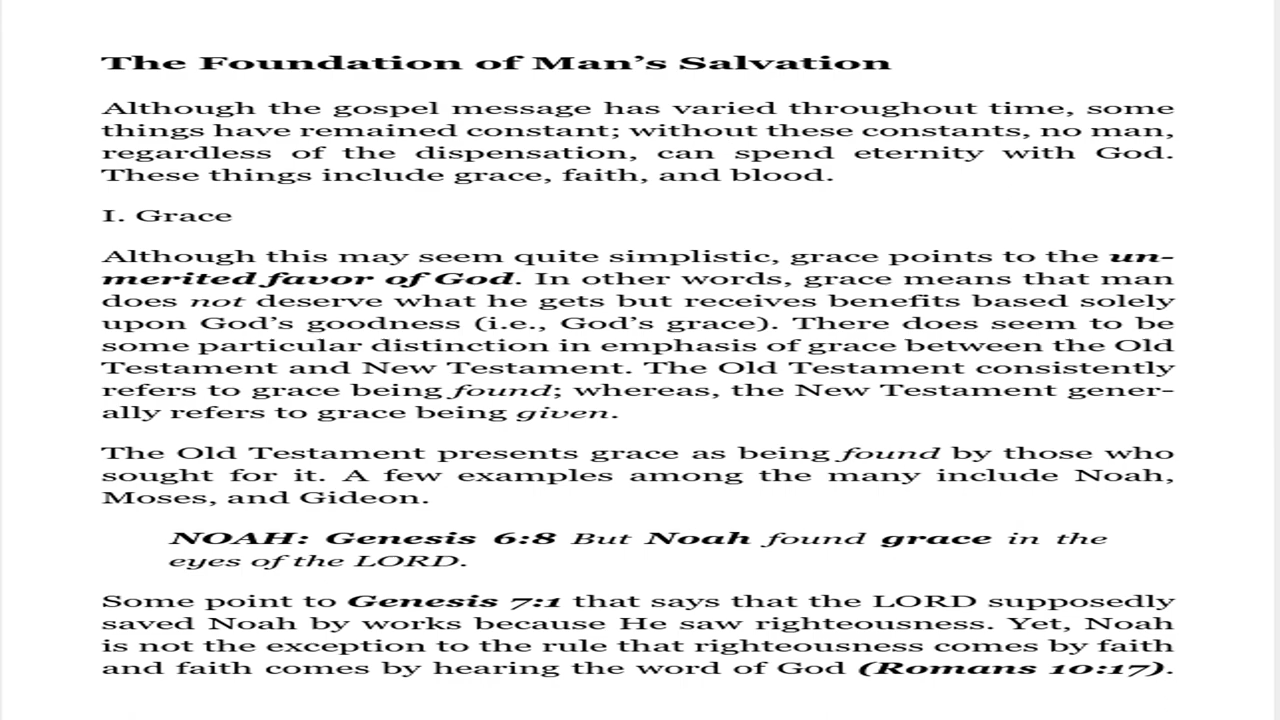 The Foundation of Man’s Salvation
Although the gospel message has varied throughout time, some
things have remained constant; without these constants, no man,
regardless of the dispensation, can spend eternity with God.
These things include grace, faith, and blood.
I. Grace
Although this may seem quite simplistic, grace points to the un-
merited favor of God. In other words, grace means that man
does not deserve what he gets but receives benefits based solely
upon God’s goodness (i.e., God’s grace). There does seem to be
some particular distinction in emphasis of grace between the Old
Testament and New Testament. The Old Testament consistently
refers to grace being found; whereas, the New Testament gener-
ally refers to grace being given.
The Old Testament presents grace as being found by those who
sought for it. A few examples among the many include Noah,
Moses, and Gideon.
NOAH: Genesis 6:8 But Noah found grace in the
eyes of the LORD.
Some point to Genesis 7:1 that says that the LORD supposedly
saved Noah by works because He saw righteousness. Yet, Noah
is not the exception to the rule that righteousness comes by faith
and faith comes by hearing the word of God (Romans 10:17).